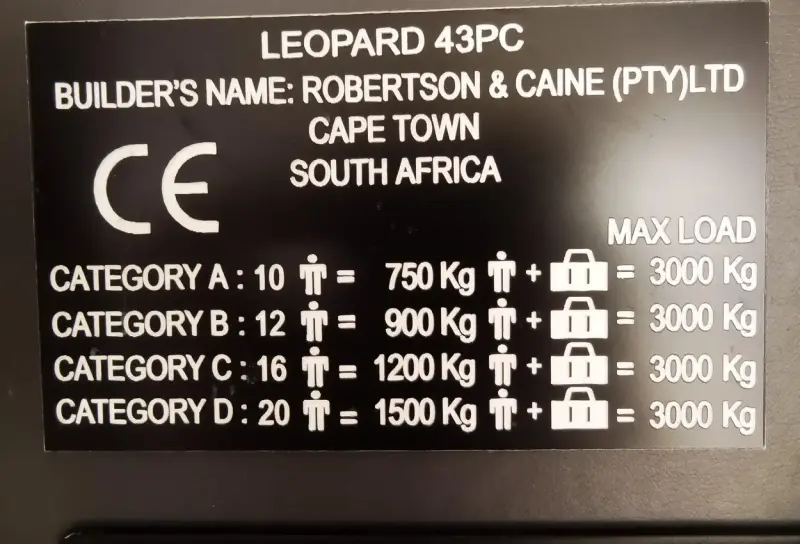 LEOPARD 43PC
BUILDER'S NAME: ROBERTSON & CAINE (PTY)LTD
CAPE TOWN
SOUTH AFRICA
CE
MAX LOAD
CATEGORY A : 10 = 750 Kg + = 3000 Kg
CATEGORY B : 12 = 900 Kg + = 3000 Kg
CATEGORY C : 16 = 1200 Kg + = 3000 Kg
CATEGORY D : 20 = 1500 Kg + = 3000 Kg